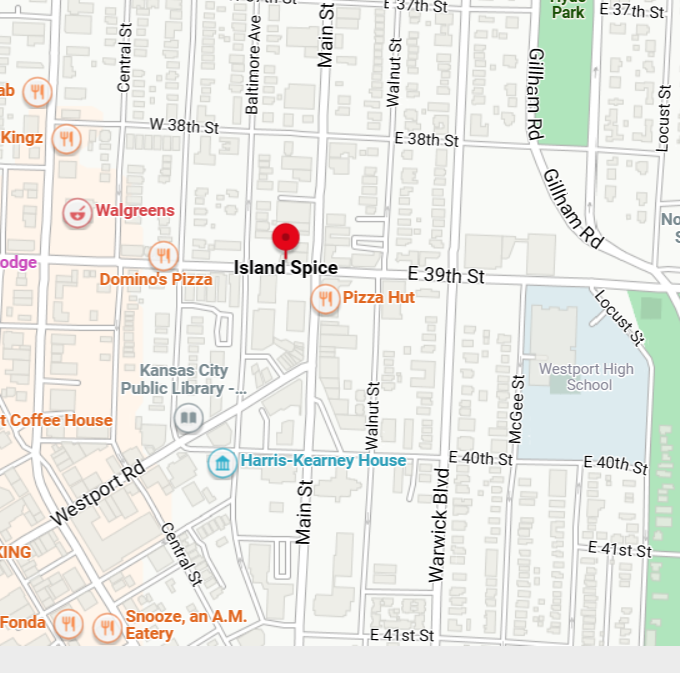 E 37th St
Hyde
Park
E 37th St
Central St
Baltimore Ave
Main St
Walnut St
Gillham Rd
Locust St
ab
Kingz
W 38th St
E 38th St
Gillham Rd
Walgreens
No
S
odge
Domino's Pizza
Island Spice
E 39th St
Pizza Hut
Locust St
Kansas City
Public Library -...
Westport High
School
t Coffee House
Walnut St
McGee St
Harris-Kearney House
E 40th St
E 40th St
Westport Rd
Main St
Warwick Blvd
Central St
KING
E 41st St
Fonda
Snooze, an A.M.
Eatery
E 41st St